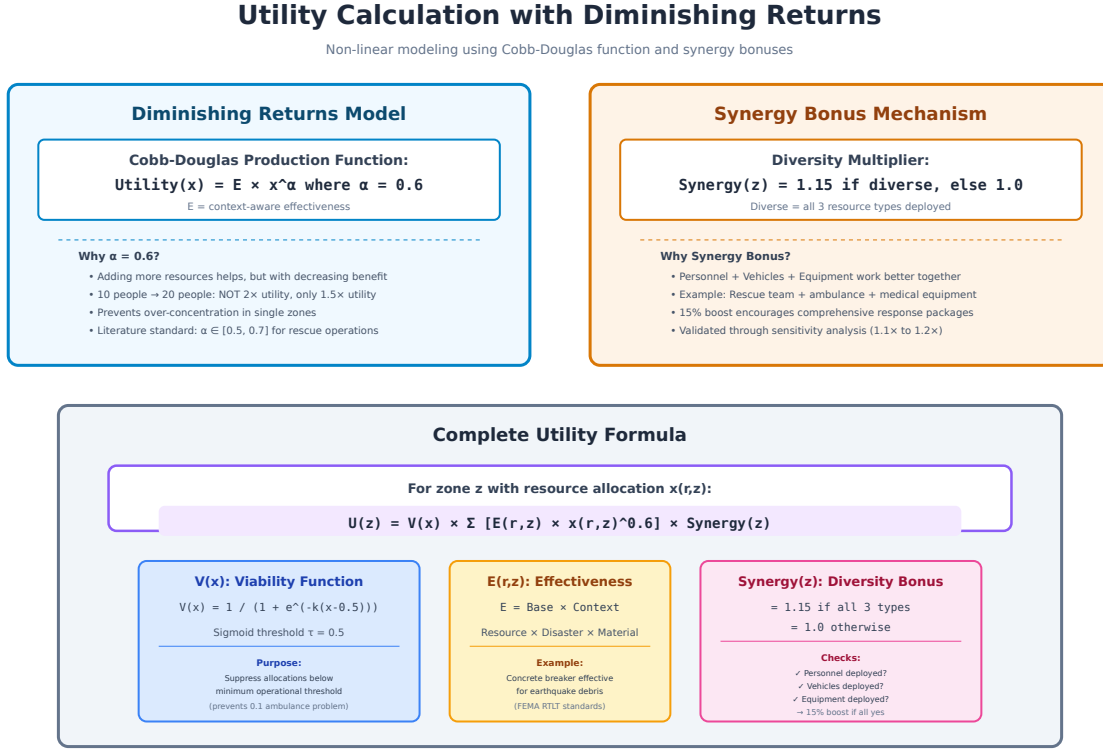 Utility Calculation with Diminishing Returns
Non-linear modeling using Cobb-Douglas function and synergy bonuses
Diminishing Returns Model
Cobb-Douglas Production Function:
Utility(x) = E × x^α where α = 0.6
E = context-aware effectiveness
Why α = 0.6?
• Adding more resources helps, but with decreasing benefit
• 10 people → 20 people: NOT 2× utility, only 1.5× utility
• Prevents over-concentration in single zones
• Literature standard: α ∈ [0.5, 0.7] for rescue operations
Synergy Bonus Mechanism
Diversity Multiplier:
Synergy(z) = 1.15 if diverse, else 1.0
Diverse = all 3 resource types deployed
Why Synergy Bonus?
• Personnel + Vehicles + Equipment work better together
• Example: Rescue team + ambulance + medical equipment
• 15% boost encourages comprehensive response packages
• Validated through sensitivity analysis (1.1× to 1.2×)
Complete Utility Formula
For zone z with resource allocation x(r,z):
U(z) = V(x) × Σ [E(r,z) × x(r,z)^0.6] × Synergy(z)
V(x): Viability Function
V(x) = 1 / (1 + e^(-k(x-0.5)))
Sigmoid threshold τ = 0.5
Purpose:
Suppress allocations below
minimum operational threshold
(prevents 0.1 ambulance problem)
E(r,z): Effectiveness
E = Base × Context
Resource × Disaster × Material
Example:
Concrete breaker effective
for earthquake debris
(FEMA RTLT standards)
Synergy(z): Diversity Bonus
= 1.15 if all 3 types
= 1.0 otherwise
Checks:
✓ Personnel deployed?
✓ Vehicles deployed?
✓ Equipment deployed?
→ 15% boost if all yes